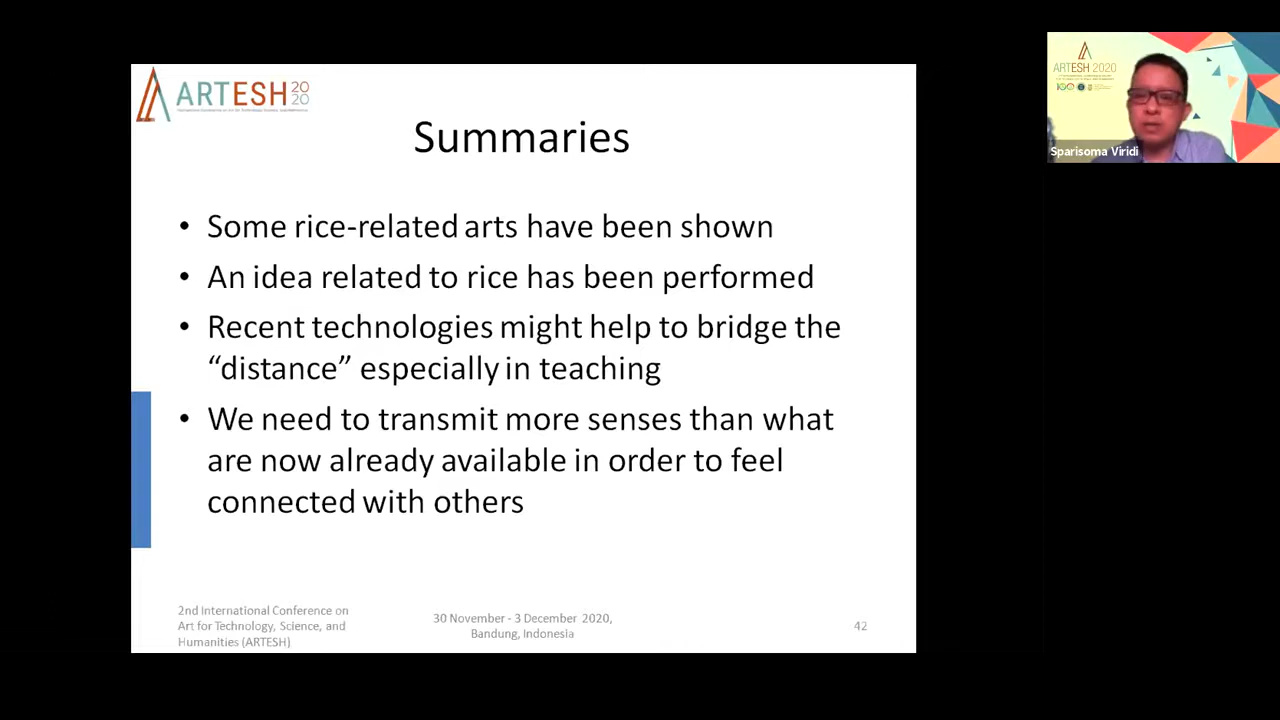 ARTESH 20
20
Summaries
• Some rice-related arts have been shown
• An idea related to rice has been performed
• Recent technologies might help to bridge the
“distance” especially in teaching
• We need to transmit more senses than what
are now already available in order to feel
connected with others
2nd International Conference on
Art for Technology, Science, and
Humanities (ARTESH)
30 November - 3 December 2020,
Bandung, Indonesia
42
ARTESH 2020
Sparisoma Viridi